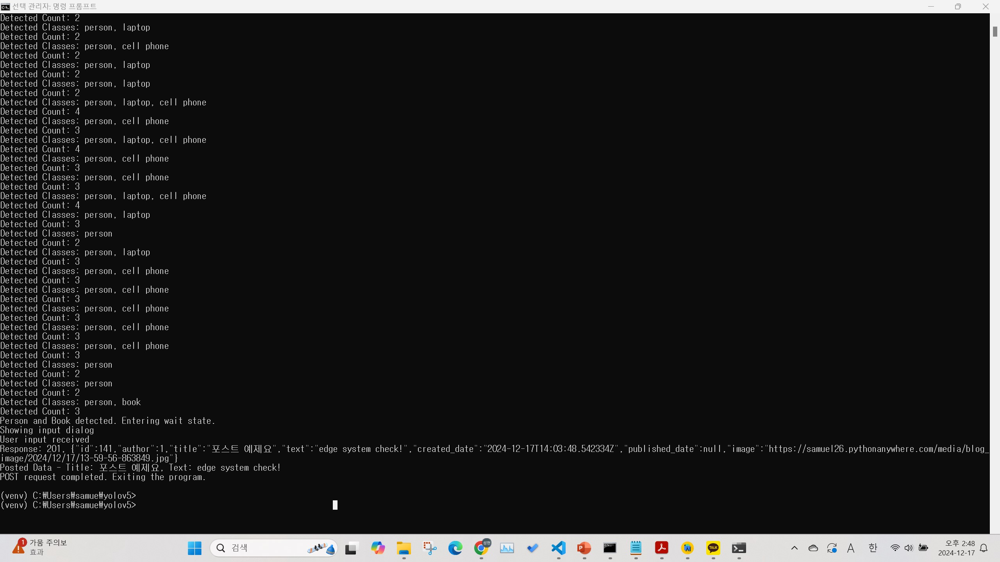 선택 관리자: 명령 프롬프트
Detected Count: 2
Detected Classes: person, laptop
Detected Count: 2
Detected Classes: person, cell phone
Detected Count: 2
Detected Classes: person, laptop
Detected Count: 2
Detected Classes: person, laptop
Detected Count: 2
Detected Classes: person, laptop, cell phone
Detected Count: 4
Detected Classes: person, cell phone
Detected Count: 3
Detected Classes: person, laptop, cell phone
Detected Count: 4
Detected Classes: person, cell phone
Detected Count: 3
Detected Classes: person, cell phone
Detected Count: 3
Detected Classes: person, laptop, cell phone
Detected Count: 4
Detected Classes: person, laptop
Detected Count: 3
Detected Classes: person
Detected Count: 2
Detected Classes: person, laptop
Detected Count: 3
Detected Classes: person, cell phone
Detected Count: 3
Detected Classes: person, cell phone
Detected Count: 3
Detected Classes: person, cell phone
Detected Count: 3
Detected Classes: person, cell phone
Detected Count: 3
Detected Classes: person, cell phone
Detected Count: 3
Detected Classes: person
Detected Count: 2
Detected Classes: person
Detected Count: 2
Detected Classes: person, book
Detected Count: 3
Person and Book detected. Entering wait state.
Showing input dialog
User input received
Response: 201, {"id":141,"author":1,"title":"포스트 예제요","text":"edge system check!","created_date":"2024-12-17T14:03:48.542334Z","published_date":null,"image":"https://samuel26.pythonanywhere.com/media/blog_
image/2024/12/17/13-59-56-863849.jpg"}
Posted Data - Title: 포스트 예제요, Text: edge system check!
POST request completed. Exiting the program.
(venv) C:₩Users₩samue₩yolov5>
(venv) C:₩Users₩samue₩yolov5>
1
가뭄 주의보
효과
검색
성현
TALK
A
한
오후 2:48
2024-12-17